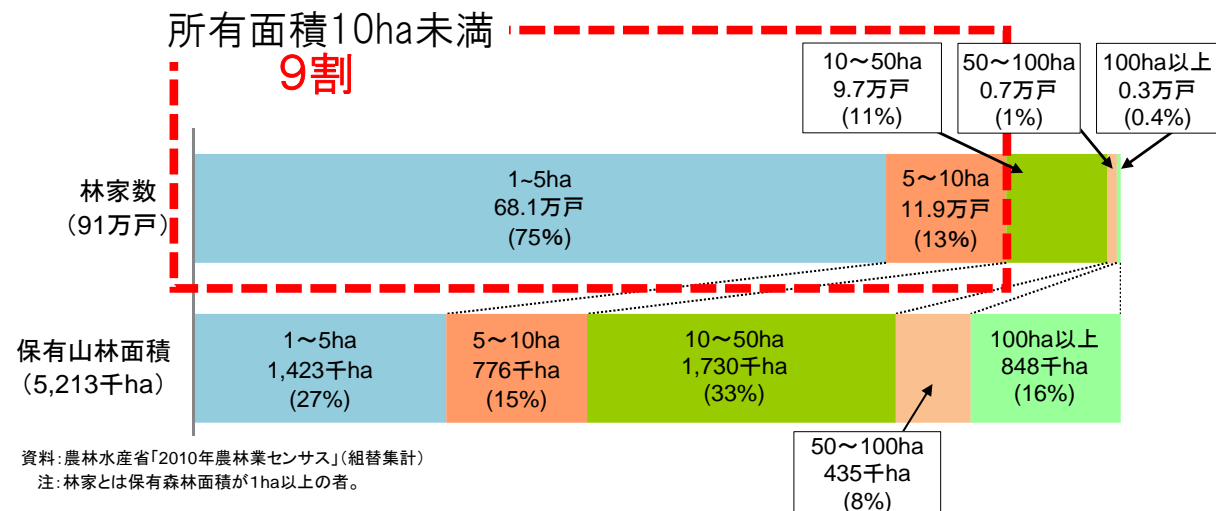 所有面積10ha未満
9割
10～50ha
9.7万戸
(11%)
50～100ha
0.7万戸
(1%)
100ha以上
0.3万戸
(0.4%)
林家数
（91万戸）
1~5ha
68.1万戸
(75%)
5～10ha
11.9万戸
(13%)
保有山林面積
（5,213千ha）
1～5ha
1,423千ha
(27%)
5～10ha
776千ha
(15%)
10～50ha
1,730千ha
(33%)
100ha以上
848千ha
(16%)
50～100ha
435千ha
(8%)
資料：農林水産省「2010年農林業センサス」（組替集計）
注：林家とは保有森林面積が1ha以上の者。